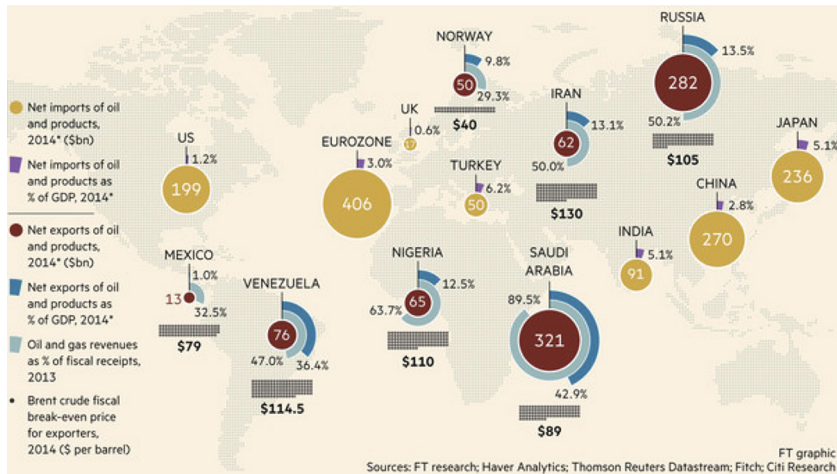 Net imports of oil
and products,
2014* ($bn)
Net imports of oil
and products as
% of GDP, 2014*
Net exports of oil
and products,
2014* ($bn)
Net exports of oil
and products as
% of GDP, 2014*
Oil and gas revenues
as % of fiscal receipts,
2013
Brent crude fiscal
break-even price
for exporters,
2014 ($ per barrel)
US
1.2%
199
MEXICO
1.0%
13
32.5%
$79
VENEZUELA
76
47.0%
36.4%
$114.5
NORWAY
9.8%
50
29.3%
$40
UK
0.6%
17
EUROZONE
3.0%
406
TURKEY
6.2%
50
NIGERIA
12.5%
65
63.7%
$110
IRAN
13.1%
62
50.0%
$130
SAUDI
ARABIA
89.5%
321
42.9%
$89
RUSSIA
13.5%
282
50.2%
$105
JAPAN
5.1%
236
CHINA
2.8%
270
INDIA
5.1%
91
FT graphic
Sources: FT research; Haver Analytics; Thomson Reuters Datastream; Fitch; Citi Research